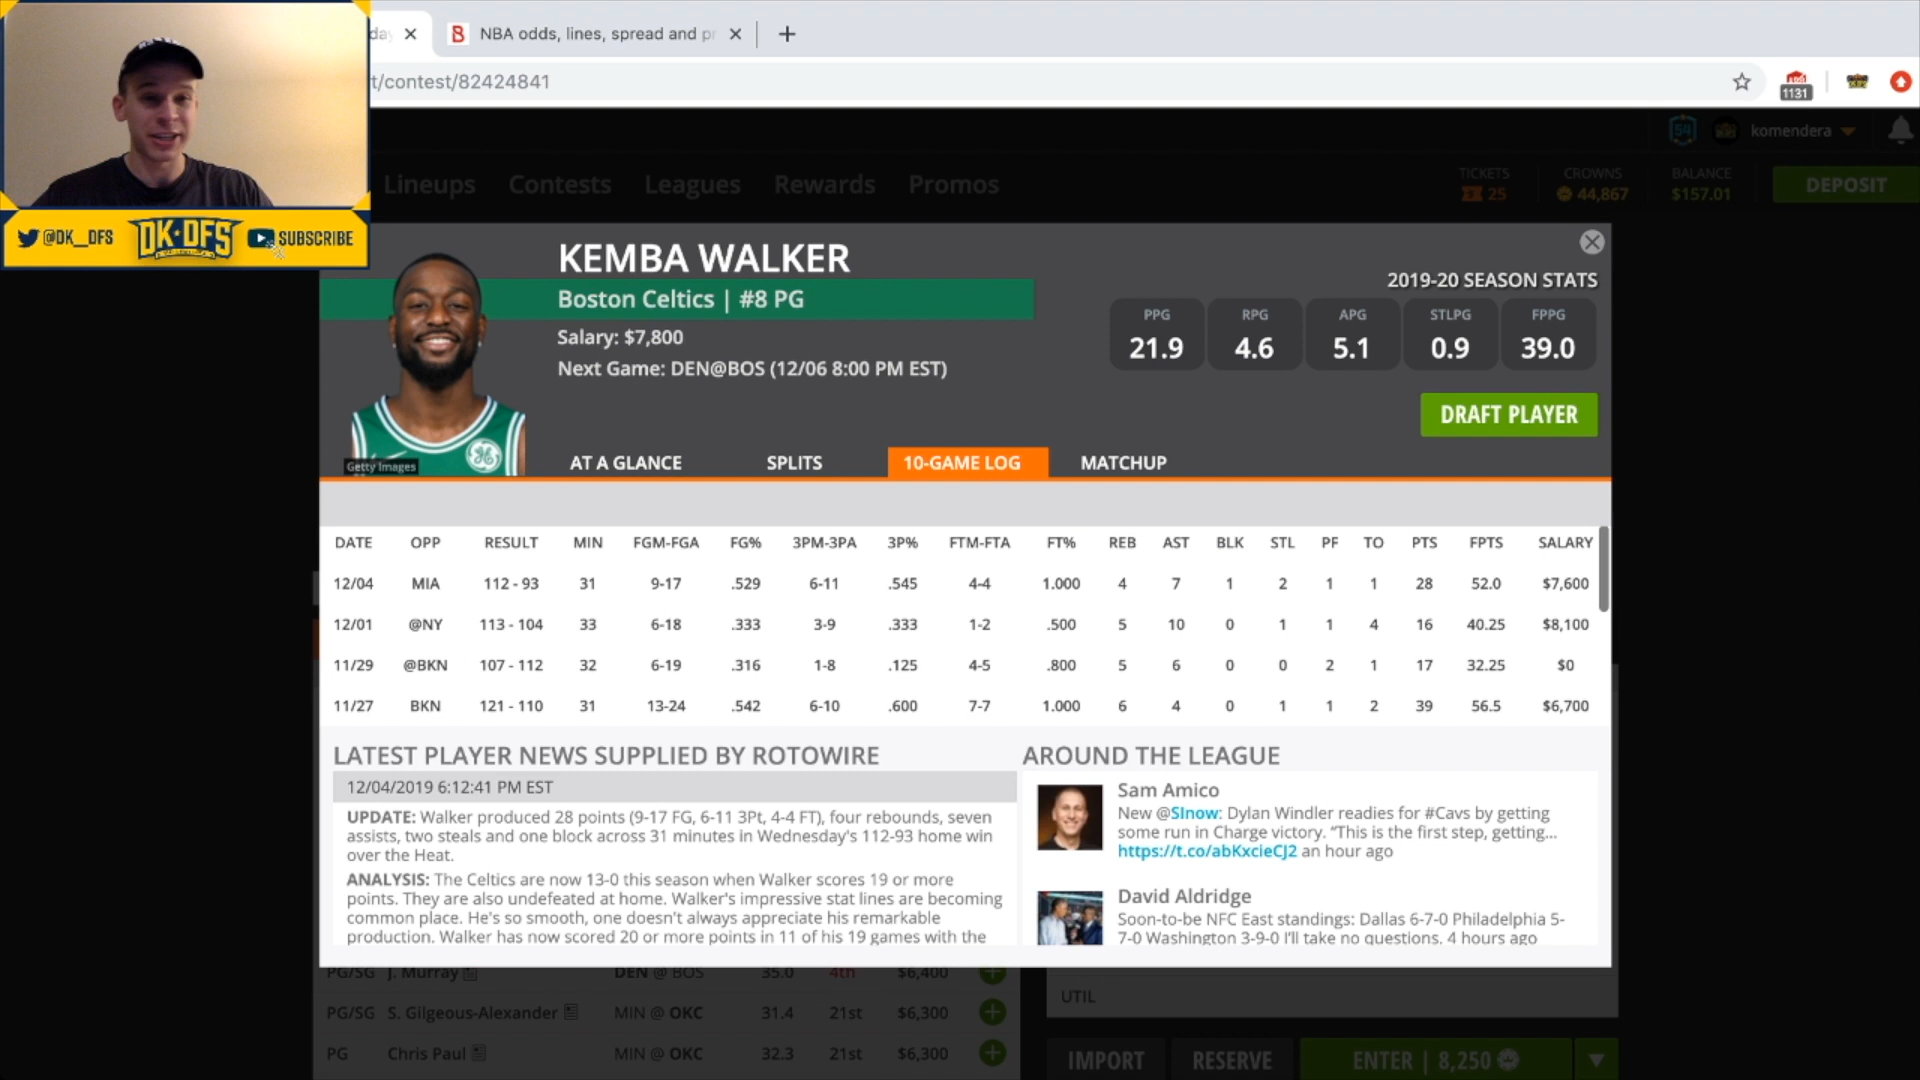 NBA odds, lines, spread and pr
t/contest/82424841
1131
54
komendera
Lineups Contests Leagues Rewards Promos
TICKETS
25
CROWNS
44,867
BALANCE
$157.01
DEPOSIT
@DK__DFS
DK★DFS
SUBSCRIBE
KEMBA WALKER
Boston Celtics | #8 PG
Salary: $7,800
Next Game: DEN@BOS (12/06 8:00 PM EST)
Getty Images
2019-20 SEASON STATS
PPG RPG APG STLPG FPPG
21.9 4.6 5.1 0.9 39.0
DRAFT PLAYER
AT A GLANCE SPLITS 10-GAME LOG MATCHUP
DATE OPP RESULT MIN FGM-FGA FG% 3PM-3PA 3P% FTM-FTA FT% REB AST BLK STL PF TO PTS FPTS SALARY
12/04 MIA 112 - 93 31 9-17 .529 6-11 .545 4-4 1.000 4 7 1 2 1 1 28 52.0 $7,600
12/01 @NY 113 - 104 33 6-18 .333 3-9 .333 1-2 .500 5 10 0 1 1 4 16 40.25 $8,100
11/29 @BKN 107 - 112 32 6-19 .316 1-8 .125 4-5 .800 5 6 0 0 2 1 17 32.25 $0
11/27 BKN 121 - 110 31 13-24 .542 6-10 .600 7-7 1.000 6 4 0 1 1 2 39 56.5 $6,700
LATEST PLAYER NEWS SUPPLIED BY ROTOWIRE
12/04/2019 6:12:41 PM EST
UPDATE: Walker produced 28 points (9-17 FG, 6-11 3Pt, 4-4 FT), four rebounds, seven
assists, two steals and one block across 31 minutes in Wednesday's 112-93 home win
over the Heat.
ANALYSIS: The Celtics are now 13-0 this season when Walker scores 19 or more
points. They are also undefeated at home. Walker's impressive stat lines are becoming
common place. He's so smooth, one doesn't always appreciate his remarkable
production. Walker has now scored 20 or more points in 11 of his 19 games with the
AROUND THE LEAGUE
Sam Amico
New @SInow: Dylan Windler readies for #Cavs by getting
some run in Charge victory. “This is the first step, getting...
https://t.co/abKxcieCJ2 an hour ago
David Aldridge
Soon-to-be NFC East standings: Dallas 6-7-0 Philadelphia 5-
7-0 Washington 3-9-0 I'll take no questions. 4 hours ago
PG/SG J. Murray DEN @ BOS 35.0 4th $6,400
PG/SG S. Gilgeous-Alexander MIN @ OKC 31.4 21st $6,300
PG Chris Paul MIN @ OKC 32.3 21st $6,300
UTIL
IMPORT RESERVE ENTER | 8,250